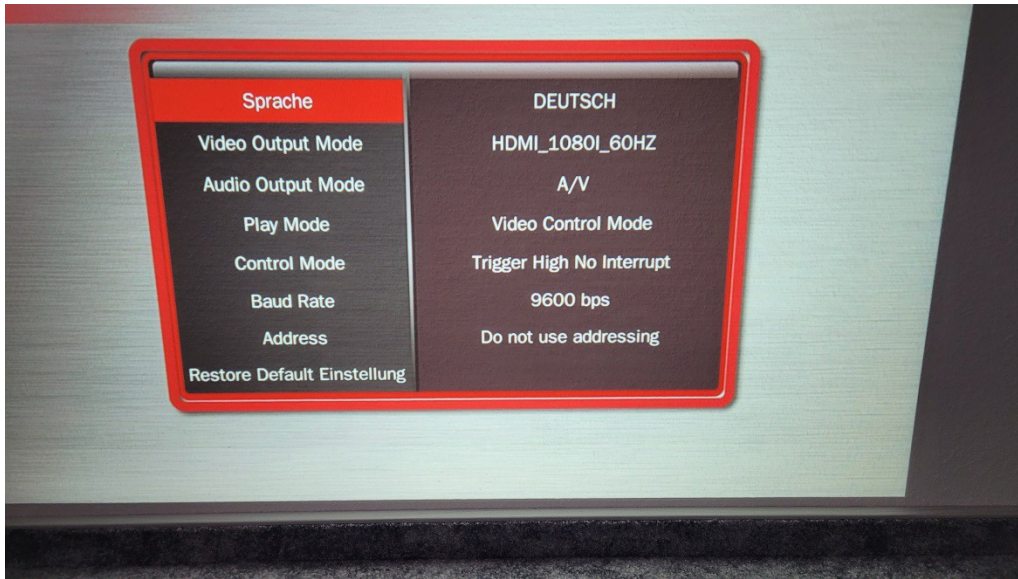 Sprache DEUTSCH
Video Output Mode HDMI_1080I_60HZ
Audio Output Mode A/V
Play Mode Video Control Mode
Control Mode Trigger High No Interrupt
Baud Rate 9600 bps
Address Do not use addressing
Restore Default Einstellung